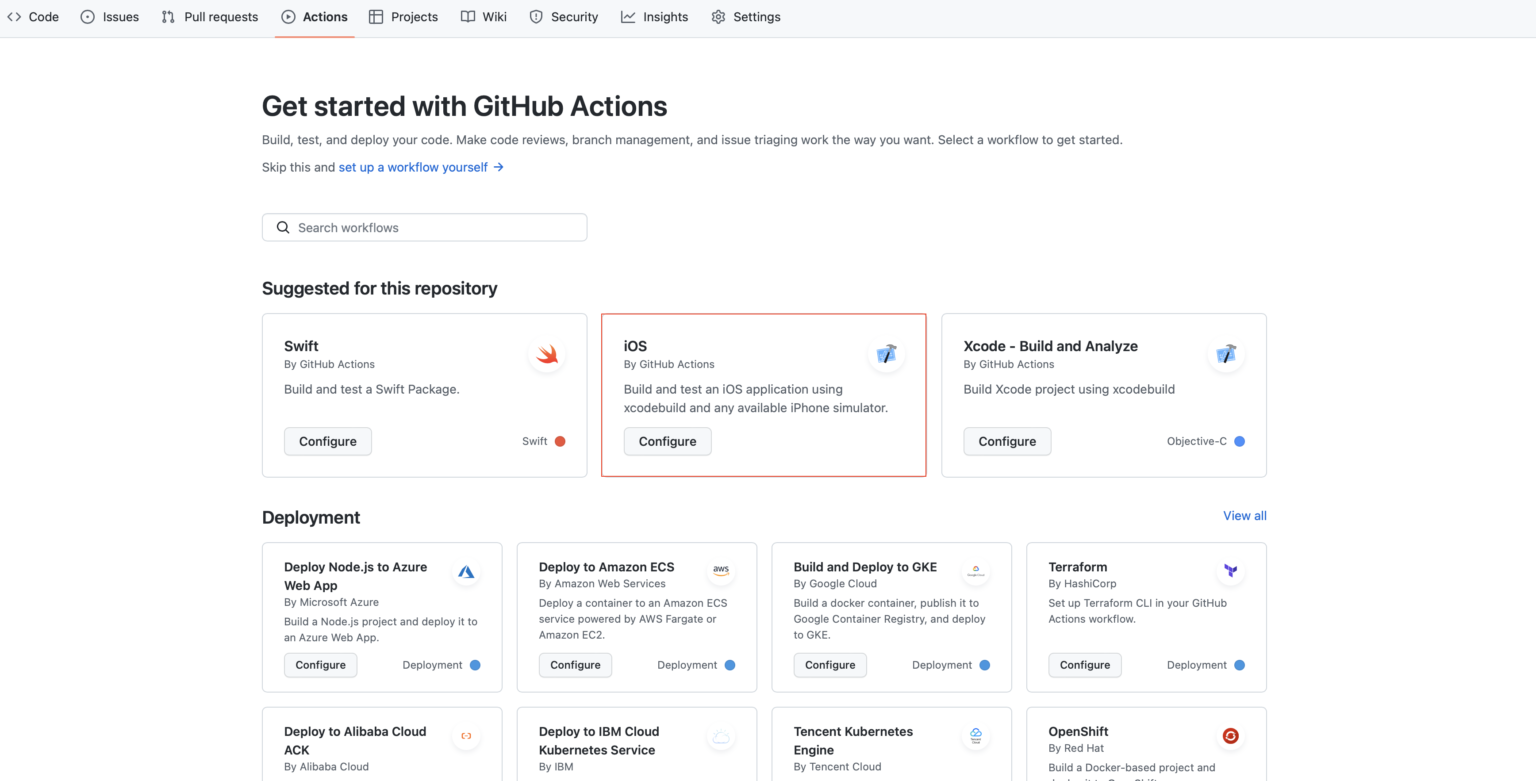 Code Issues Pull requests Actions Projects Wiki Security Insights Settings
Get started with GitHub Actions
Build, test, and deploy your code. Make code reviews, branch management, and issue triaging work the way you want. Select a workflow to get started.
Skip this and set up a workflow yourself →
Search workflows
Suggested for this repository
Swift
By GitHub Actions
Build and test a Swift Package.
Configure
Swift
iOS
By GitHub Actions
Build and test an iOS application using
xcodebuild and any available iPhone simulator.
Configure
Xcode - Build and Analyze
By GitHub Actions
Build Xcode project using xcodebuild
Configure
Objective-C
Deployment
View all
Deploy Node.js to Azure
Web App
By Microsoft Azure
Build a Node.js project and deploy it to
an Azure Web App.
Configure
Deployment
Deploy to Amazon ECS
aws
By Amazon Web Services
Deploy a container to an Amazon ECS
service powered by AWS Fargate or
Amazon EC2.
Configure
Deployment
Build and Deploy to GKE
By Google Cloud
Build a docker container, publish it to
Google Container Registry, and deploy
to GKE.
Configure
Deployment
Terraform
By HashiCorp
Set up Terraform CLI in your GitHub
Actions workflow.
Configure
Deployment
Deploy to Alibaba Cloud
ACK
By Alibaba Cloud
Deploy to IBM Cloud
Kubernetes Service
By IBM
Tencent Kubernetes
Engine
By Tencent Cloud
OpenShift
By Red Hat
Build a Docker-based project and